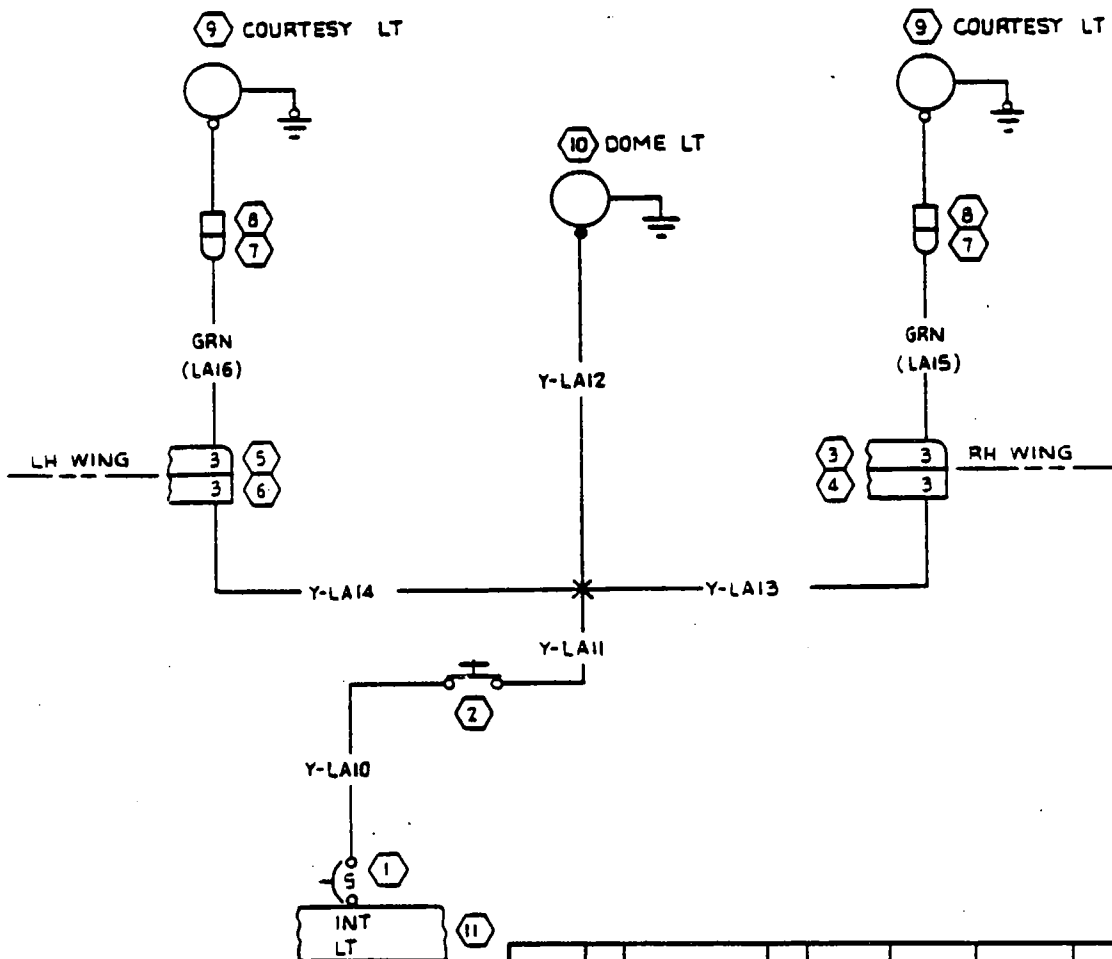 9 COURTESY LT
9 COURTESY LT
10 DOME LT
8
7
8
7
GRN
(LA16)
GRN
(LA15)
Y-LA12
LH WING
3
3
5
6
3
4
3
3
RH WING
Y-LA14
Y-LA13
Y-LA11
2
Y-LA10
5
1
INT
LT
11